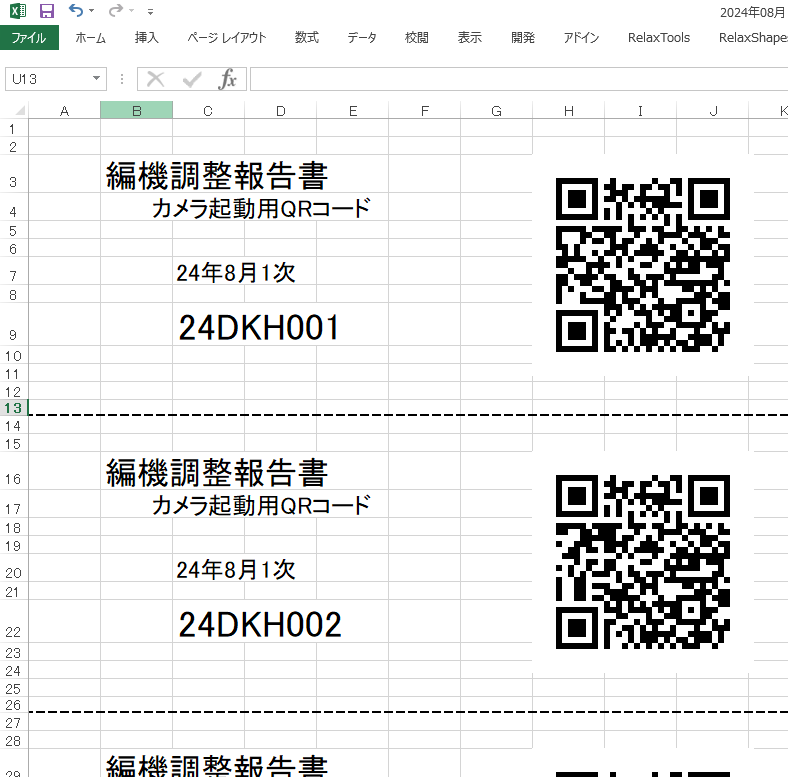 2024年08月
ファイル ホーム 挿入 ページ レイアウト 数式 データ 校閲 表示 開発 アドイン RelaxTools RelaxShapes
U13 fx
A B C D E F G H I J K
1
2
3 編機調整報告書
4 カメラ起動用QRコード
5
6
7 24年8月1次
8
9 24DKH001
10
11
12
13
14
15
16 編機調整報告書
17 カメラ起動用QRコード
18
19
20 24年8月1次
21
22 24DKH002
23
24
25
26
27
28
29 編機調整報告書